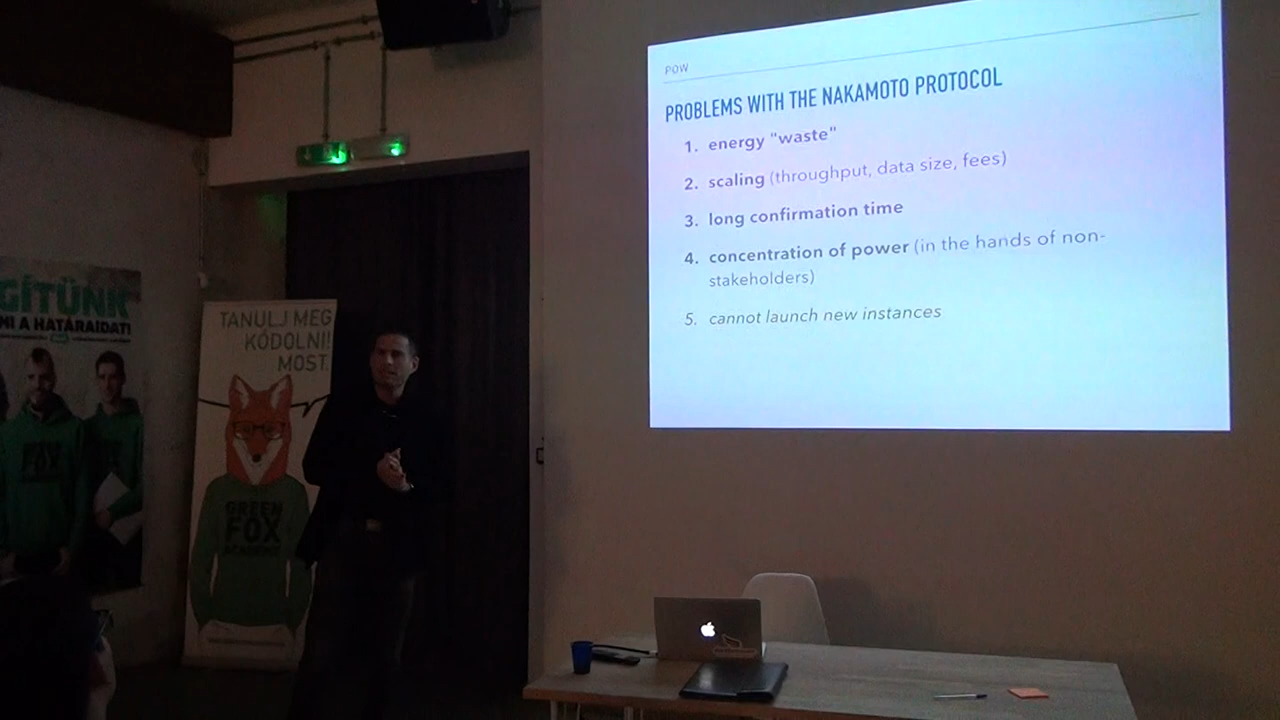 POW
PROBLEMS WITH THE NAKAMOTO PROTOCOL
1. energy "waste"
2. scaling (throughput, data size, fees)
3. long confirmation time
4. concentration of power (in the hands of non-
stakeholders)
5. cannot launch new instances
GÍTÜNK
NI A HATÁRAIDAT!
TANULJ MEG
KÓDOLNI!
MOST.
GREEN
FOX
ACADEMY